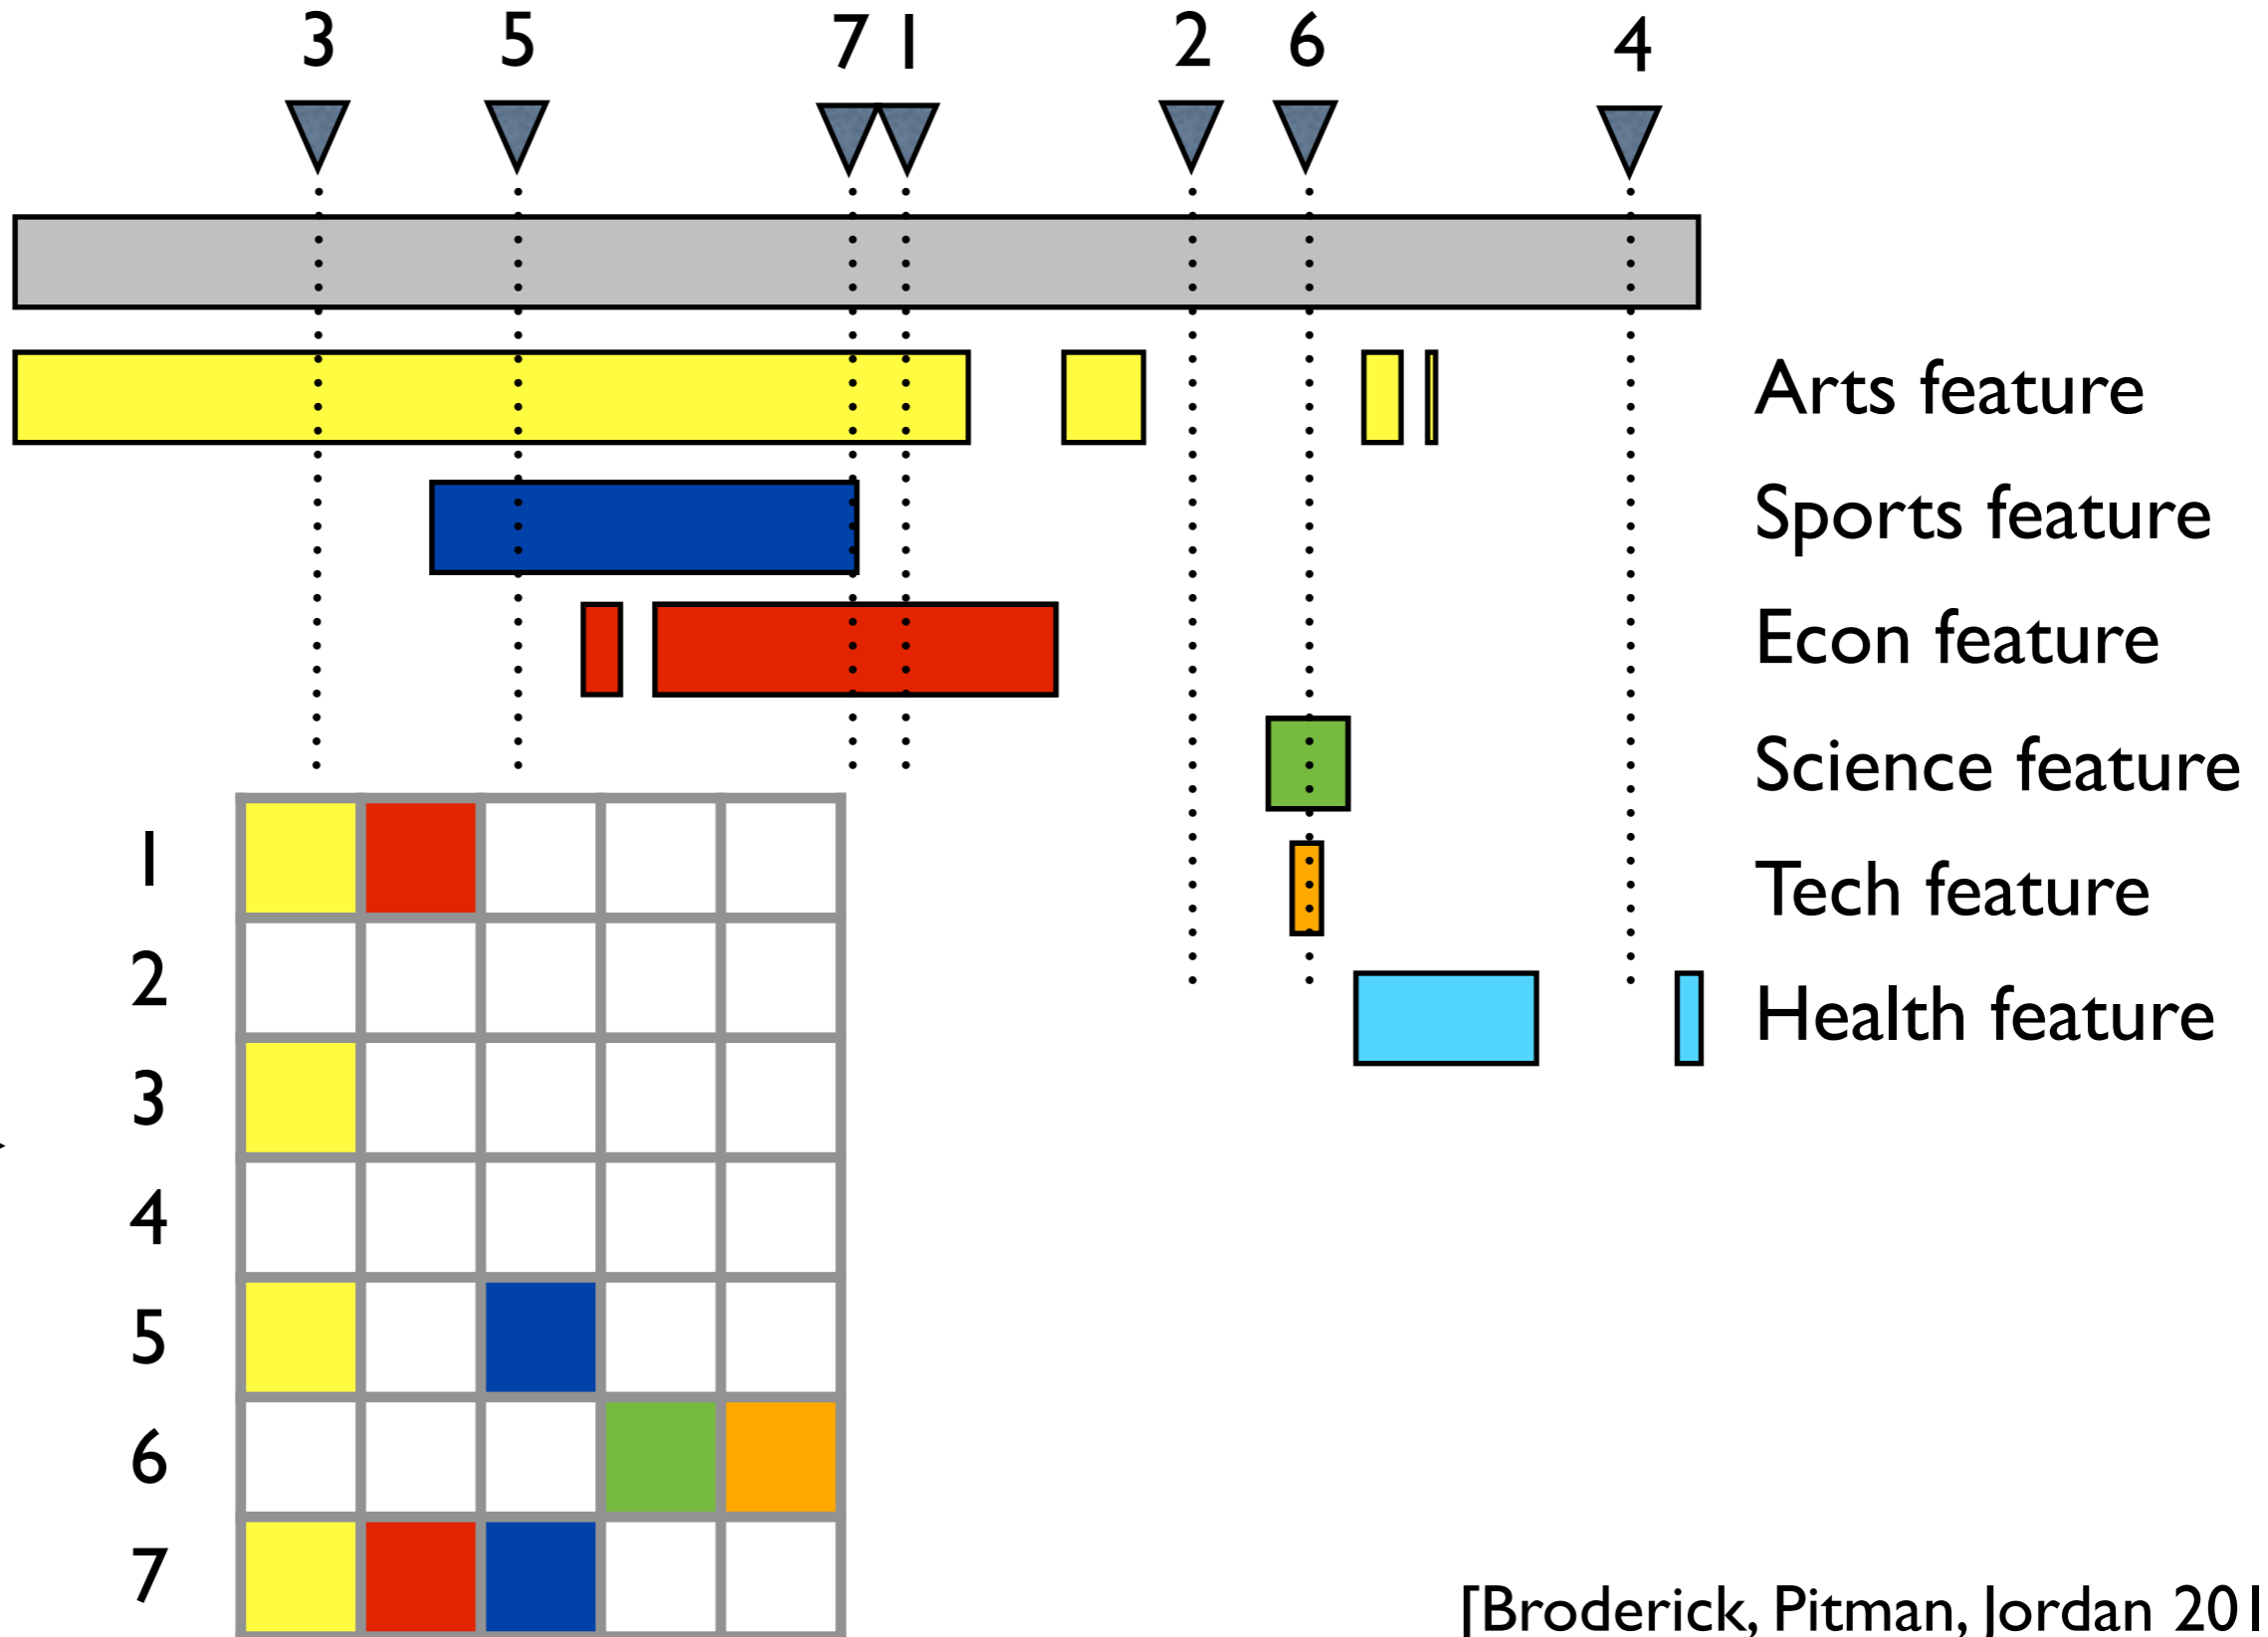 3 5 7 1 2 6 4
Arts feature
Sports feature
Econ feature
Science feature
Tech feature
Health feature
1
2
3
4
5
6
7
[Broderick, Pitman, Jordan 201